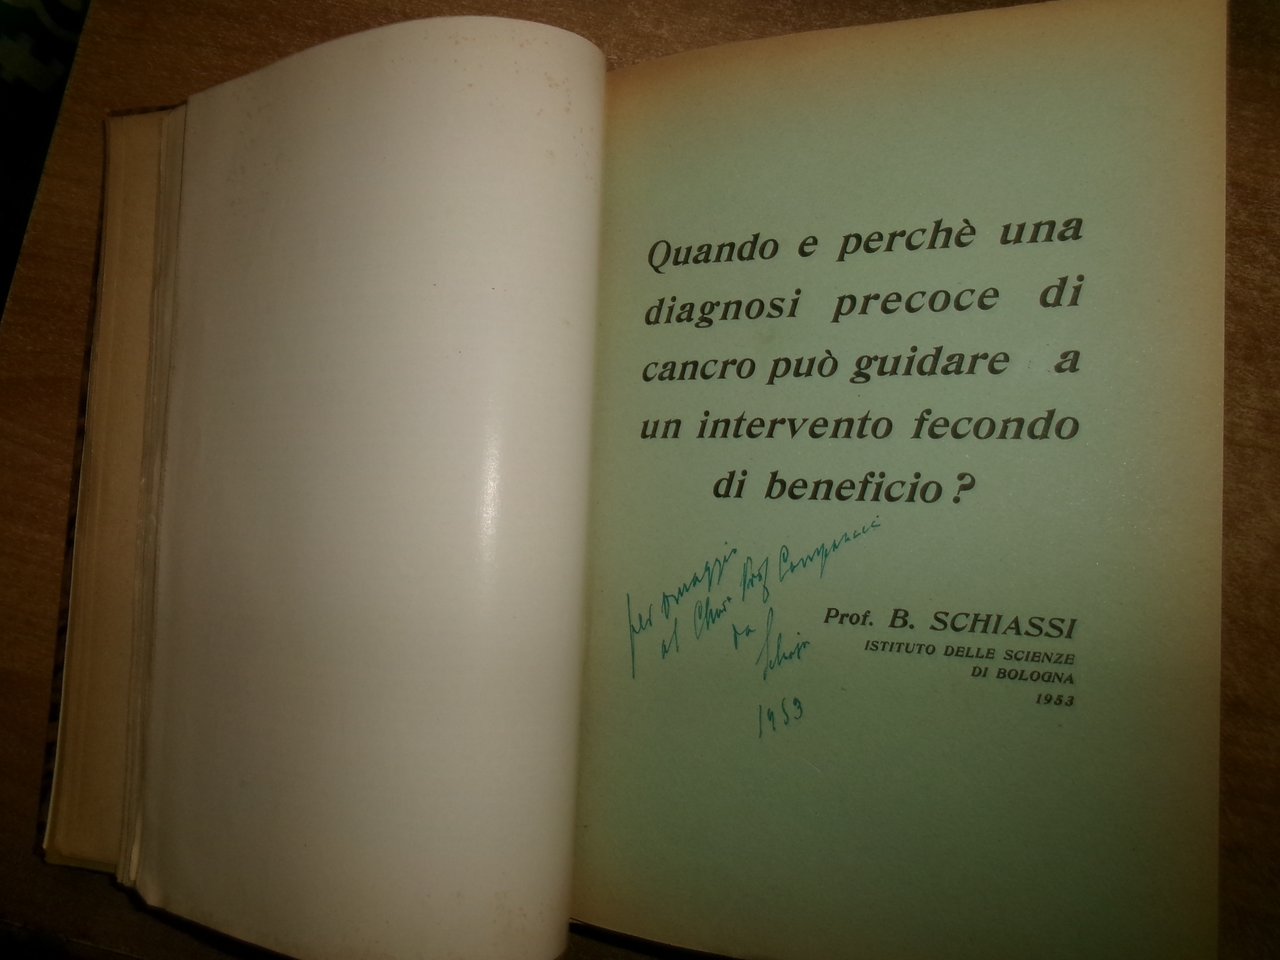 Quando e perchè una
diagnosi precoce di
cancro può guidare a
un intervento fecondo
di beneficio?
per omaggio
al Chiar. Prof Campanacci
da
1953
Prof. B. SCHIASSI
ISTITUTO DELLE SCIENZE
DI BOLOGNA
1953